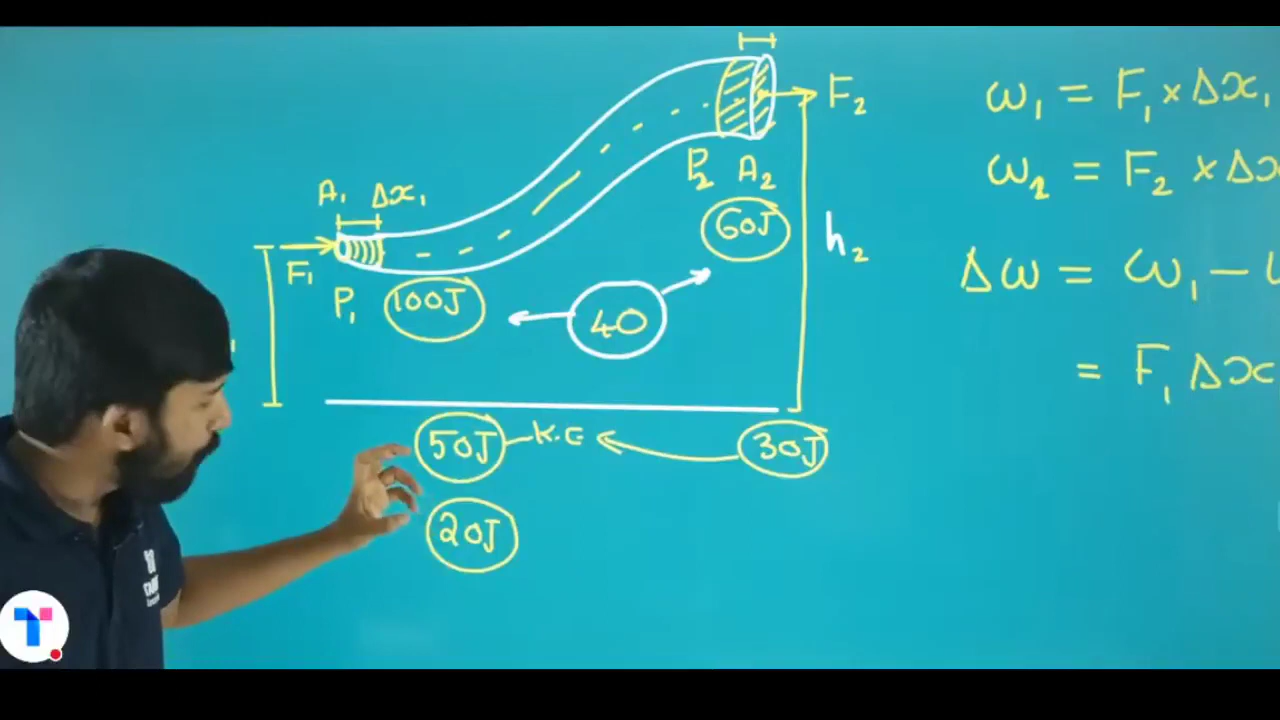 F₂
ω₁ = F₁ × Δx₁
P₂ A₂
ω₂ = F₂ × Δx
A₁ Δx₁
60J
h₂
F₁
Δω = ω₁ −
P₁ 100J
40
= F₁ Δx
50J – K.E
30J
20J